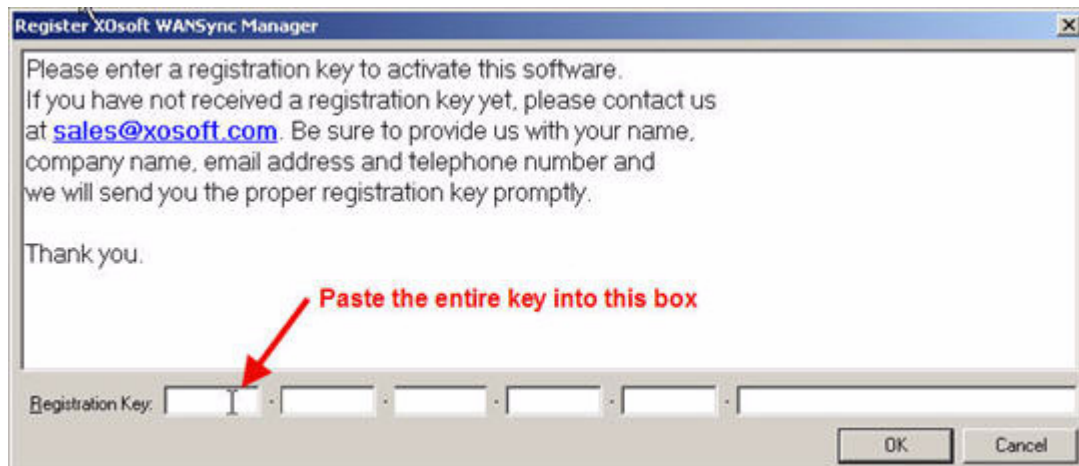 Register XOsoft WANSync Manager
Please enter a registration key to activate this software.
If you have not received a registration key yet, please contact us
at sales@xosoft.com. Be sure to provide us with your name,
company name, email address and telephone number and
we will send you the proper registration key promptly.
Thank you.
Paste the entire key into this box
Registration Key: - - - - -
OK Cancel